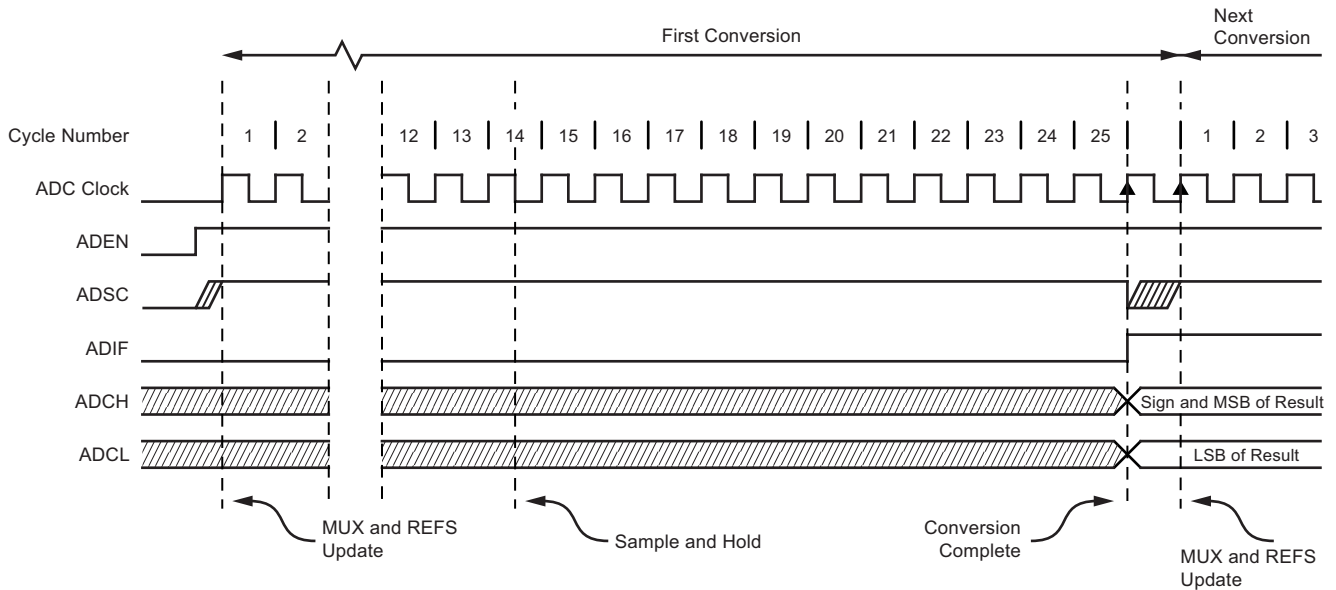 First Conversion
Next
Conversion
Cycle Number 1 2 12 13 14 15 16 17 18 19 20 21 22 23 24 25 1 2 3
ADC Clock
ADEN
ADSC
ADIF
ADCH Sign and MSB of Result
ADCL LSB of Result
MUX and REFS
Update
Sample and Hold
Conversion
Complete
MUX and REFS
Update